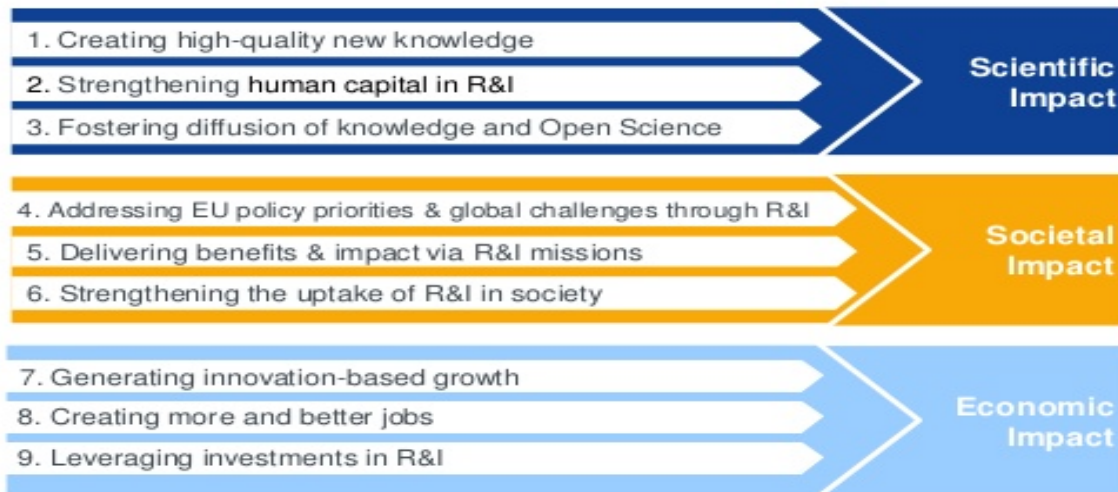 1. Creating high-quality new knowledge
2. Strengthening human capital in R&I
3. Fostering diffusion of knowledge and Open Science
Scientific
Impact
4. Addressing EU policy priorities & global challenges through R&I
5. Delivering benefits & impact via R&I missions
6. Strengthening the uptake of R&I in society
Societal
Impact
7. Generating innovation-based growth
8. Creating more and better jobs
9. Leveraging investments in R&I
Economic
Impact